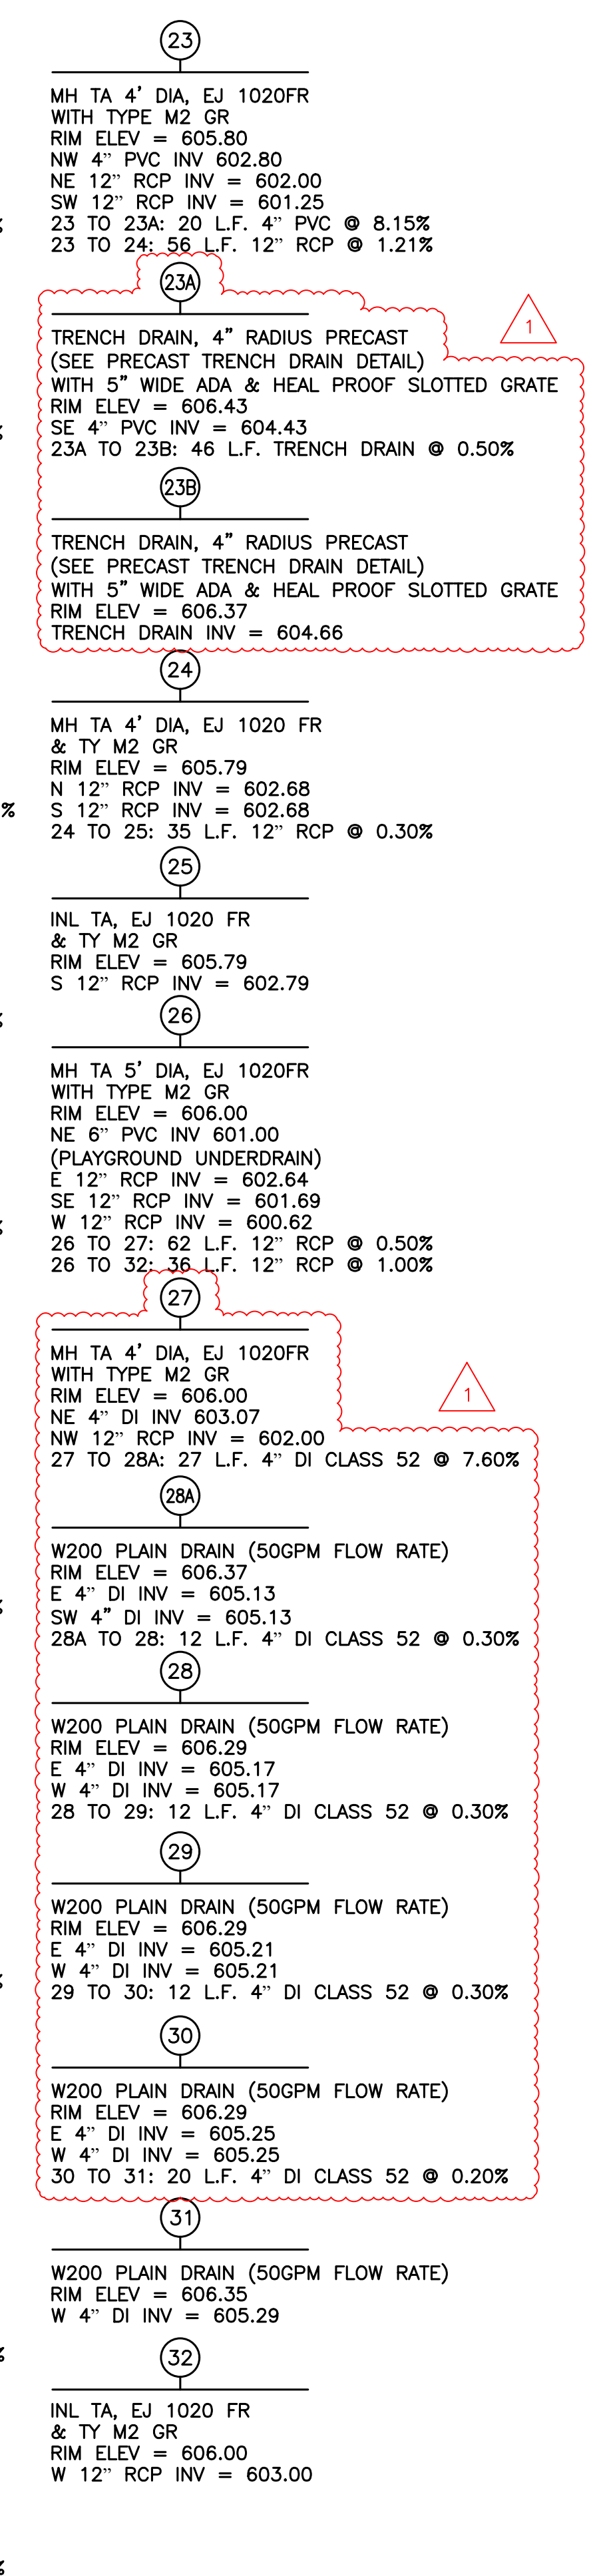 23
MH TA 4' DIA, EJ 1020FR
WITH TYPE M2 GR
RIM ELEV = 605.80
NW 4" PVC INV 602.80
NE 12" RCP INV = 602.00
SW 12" RCP INV = 601.25
23 TO 23A: 20 L.F. 4" PVC @ 8.15%
23 TO 24: 56 L.F. 12" RCP @ 1.21%
23A
1
TRENCH DRAIN, 4" RADIUS PRECAST
(SEE PRECAST TRENCH DRAIN DETAIL)
WITH 5" WIDE ADA & HEAL PROOF SLOTTED GRATE
RIM ELEV = 606.43
SE 4" PVC INV = 604.43
23A TO 23B: 46 L.F. TRENCH DRAIN @ 0.50%
23B
TRENCH DRAIN, 4" RADIUS PRECAST
(SEE PRECAST TRENCH DRAIN DETAIL)
WITH 5" WIDE ADA & HEAL PROOF SLOTTED GRATE
RIM ELEV = 606.37
TRENCH DRAIN INV = 604.66
24
MH TA 4' DIA, EJ 1020 FR
& TY M2 GR
RIM ELEV = 605.79
N 12" RCP INV = 602.68
S 12" RCP INV = 602.68
24 TO 25: 35 L.F. 12" RCP @ 0.30%
25
INL TA, EJ 1020 FR
& TY M2 GR
RIM ELEV = 605.79
S 12" RCP INV = 602.79
26
MH TA 5' DIA, EJ 1020FR
WITH TYPE M2 GR
RIM ELEV = 606.00
NE 6" PVC INV 601.00
(PLAYGROUND UNDERDRAIN)
E 12" RCP INV = 602.64
SE 12" RCP INV = 601.69
W 12" RCP INV = 600.62
26 TO 27: 62 L.F. 12" RCP @ 0.50%
26 TO 32: 36 L.F. 12" RCP @ 1.00%
27
MH TA 4' DIA, EJ 1020FR
WITH TYPE M2 GR
1
RIM ELEV = 606.00
NE 4" DI INV 603.07
NW 12" RCP INV = 602.00
27 TO 28A: 27 L.F. 4" DI CLASS 52 @ 7.60%
28A
W200 PLAIN DRAIN (50GPM FLOW RATE)
RIM ELEV = 606.37
E 4" DI INV = 605.13
SW 4" DI INV = 605.13
28A TO 28: 12 L.F. 4" DI CLASS 52 @ 0.30%
28
W200 PLAIN DRAIN (50GPM FLOW RATE)
RIM ELEV = 606.29
E 4" DI INV = 605.17
W 4" DI INV = 605.17
28 TO 29: 12 L.F. 4" DI CLASS 52 @ 0.30%
29
W200 PLAIN DRAIN (50GPM FLOW RATE)
RIM ELEV = 606.29
E 4" DI INV = 605.21
W 4" DI INV = 605.21
29 TO 30: 12 L.F. 4" DI CLASS 52 @ 0.30%
30
W200 PLAIN DRAIN (50GPM FLOW RATE)
RIM ELEV = 606.29
E 4" DI INV = 605.25
W 4" DI INV = 605.25
30 TO 31: 20 L.F. 4" DI CLASS 52 @ 0.20%
31
W200 PLAIN DRAIN (50GPM FLOW RATE)
RIM ELEV = 606.35
W 4" DI INV = 605.29
32
INL TA, EJ 1020 FR
& TY M2 GR
RIM ELEV = 606.00
W 12" RCP INV = 603.00